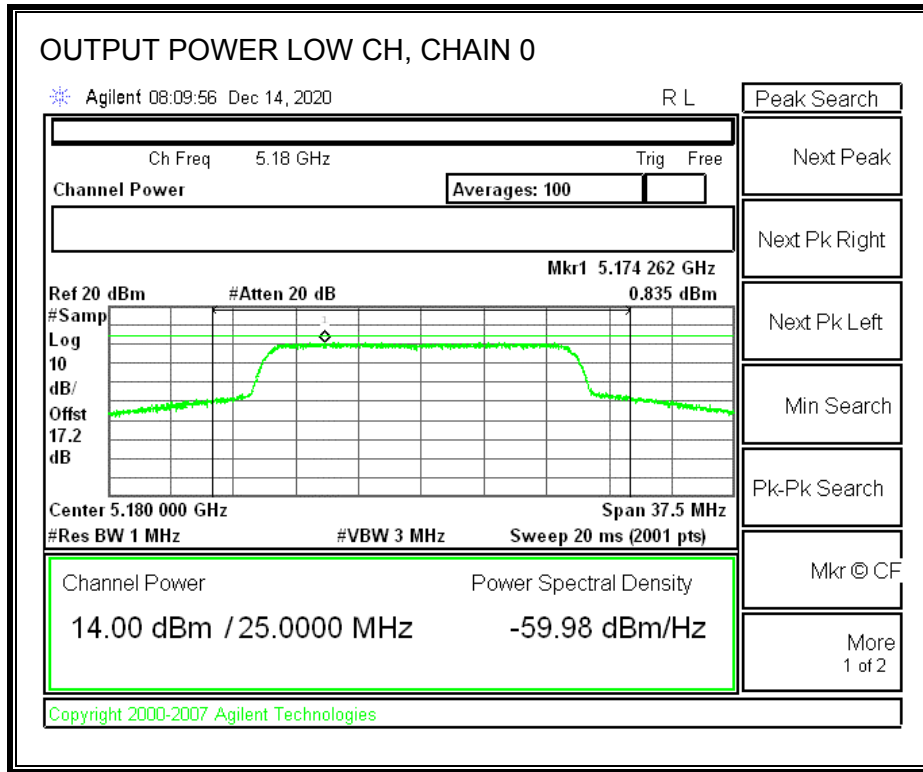 OUTPUT POWER LOW CH, CHAIN 0
Agilent 08:09:56 Dec 14, 2020 R L
Peak Search
Ch Freq 5.18 GHz Trig Free
Channel Power Averages: 100
Mkr1 5.174 262 GHz
Ref 20 dBm #Atten 20 dB 0.835 dBm
#Samp
Log
10
dB/
Offst
17.2
dB
1
Center 5.180 000 GHz Span 37.5 MHz
#Res BW 1 MHz #VBW 3 MHz Sweep 20 ms (2001 pts)
Channel Power Power Spectral Density
14.00 dBm / 25.0000 MHz -59.98 dBm/Hz
Copyright 2000-2007 Agilent Technologies
Next Peak
Next Pk Right
Next Pk Left
Min Search
Pk-Pk Search
Mkr © CF
More
1 of 2